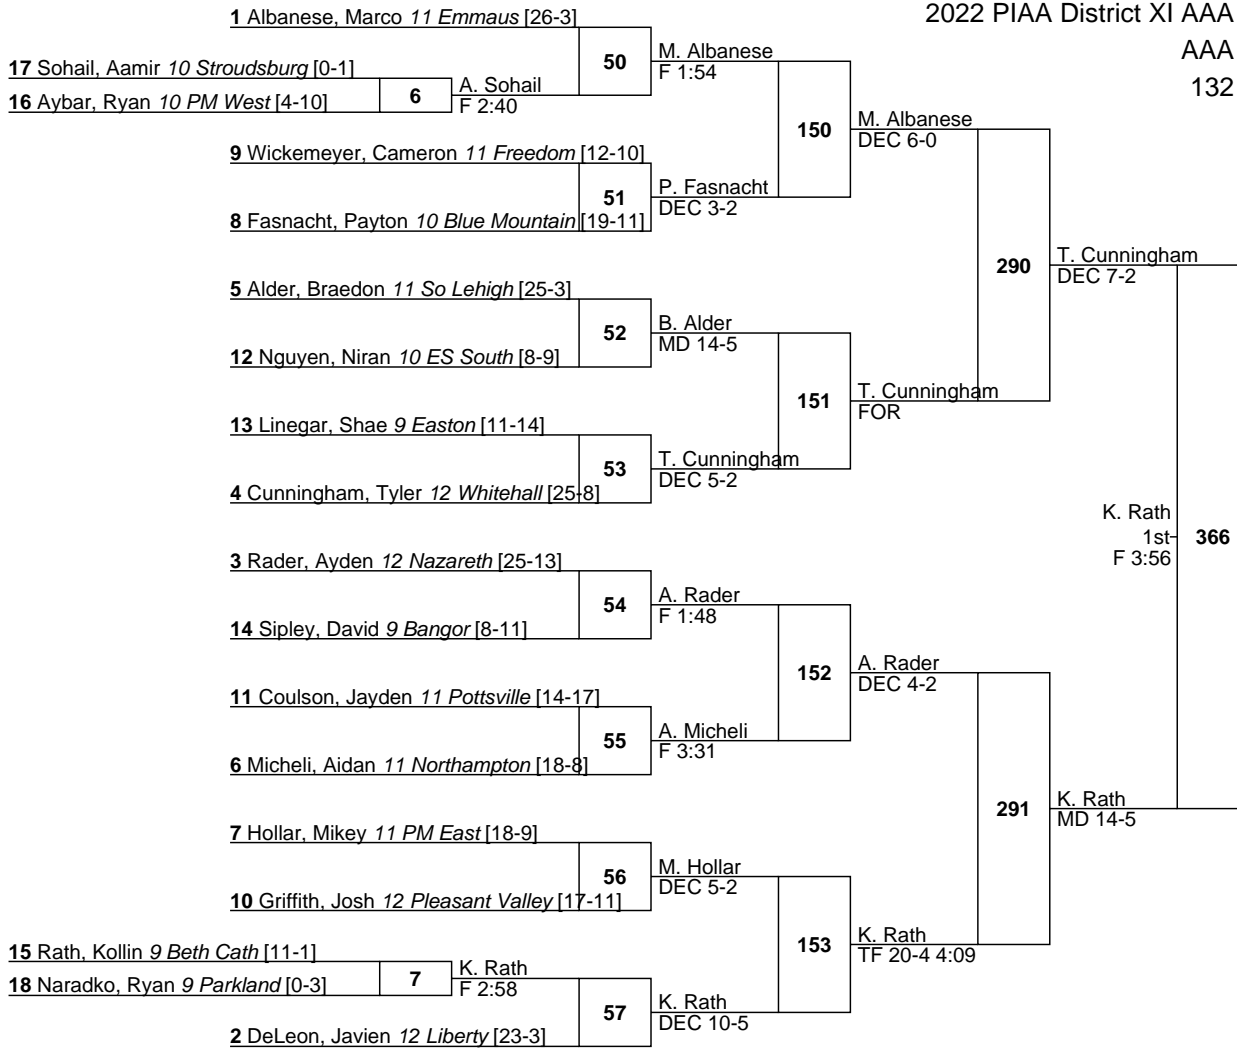 2022 PIAA District XI AAA
AAA
132
1 Albanese, Marco 11 Emmaus [26-3]
17 Sohail, Aamir 10 Stroudsburg [0-1]
16 Aybar, Ryan 10 PM West [4-10]
6
A. Sohail
F 2:40
50
M. Albanese
F 1:54
9 Wickemeyer, Cameron 11 Freedom [12-10]
8 Fasnacht, Payton 10 Blue Mountain [19-11]
51
P. Fasnacht
DEC 3-2
150
M. Albanese
DEC 6-0
5 Alder, Braedon 11 So Lehigh [25-3]
12 Nguyen, Niran 10 ES South [8-9]
52
B. Alder
MD 14-5
13 Linegar, Shae 9 Easton [11-14]
4 Cunningham, Tyler 12 Whitehall [25-8]
53
T. Cunningham
DEC 5-2
151
T. Cunningham
FOR
290
T. Cunningham
DEC 7-2
3 Rader, Ayden 12 Nazareth [25-13]
14 Sipley, David 9 Bangor [8-11]
54
A. Rader
F 1:48
11 Coulson, Jayden 11 Pottsville [14-17]
6 Micheli, Aidan 11 Northampton [18-8]
55
A. Micheli
F 3:31
152
A. Rader
DEC 4-2
7 Hollar, Mikey 11 PM East [18-9]
10 Griffith, Josh 12 Pleasant Valley [17-11]
56
M. Hollar
DEC 5-2
15 Rath, Kollin 9 Beth Cath [11-1]
18 Naradko, Ryan 9 Parkland [0-3]
7
K. Rath
F 2:58
2 DeLeon, Javien 12 Liberty [23-3]
57
K. Rath
DEC 10-5
153
K. Rath
TF 20-4 4:09
291
K. Rath
MD 14-5
K. Rath
1st
F 3:56
366